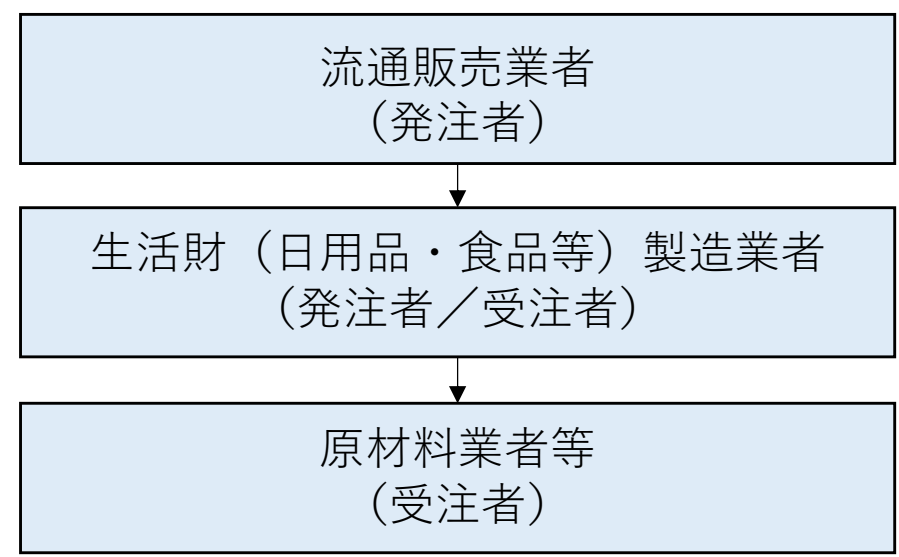 流通販売業者
（発注者）
生活財（日用品・食品等）製造業者
（発注者／受注者）
原材料業者等
（受注者）